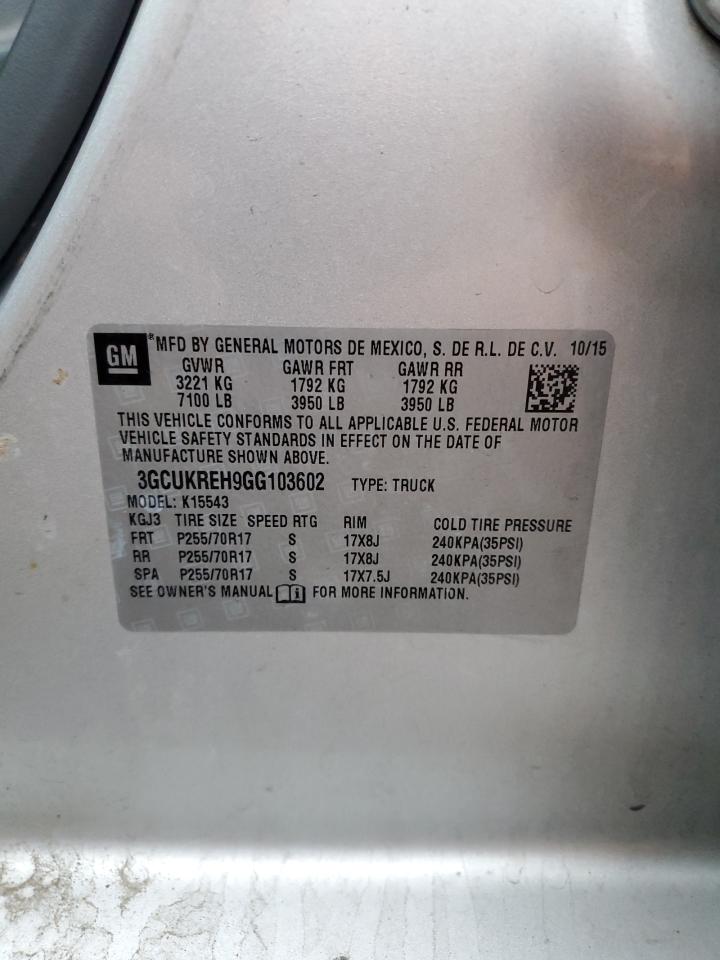 GM
® MFD BY GENERAL MOTORS DE MEXICO, S. DE R.L. DE C.V. 10/15
GVWR GAWR FRT GAWR RR
3221 KG 1792 KG 1792 KG
7100 LB 3950 LB 3950 LB
THIS VEHICLE CONFORMS TO ALL APPLICABLE U.S. FEDERAL MOTOR
VEHICLE SAFETY STANDARDS IN EFFECT ON THE DATE OF
MANUFACTURE SHOWN ABOVE.
3GCUKREH9GG103602 TYPE: TRUCK
MODEL: K15543
KGJ3 TIRE SIZE SPEED RTG RIM COLD TIRE PRESSURE
FRT P255/70R17 S 17X8J 240KPA(35PSI)
RR P255/70R17 S 17X8J 240KPA(35PSI)
SPA P255/70R17 S 17X7.5J 240KPA(35PSI)
SEE OWNER'S MANUAL FOR MORE INFORMATION.